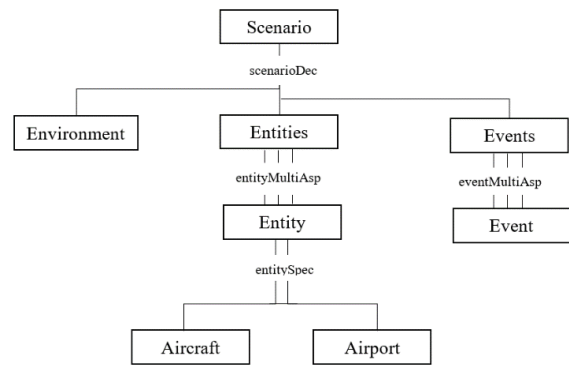 Scenario
scenarioDec
Environment
Entities
Events
entityMultiAsp
eventMultiAsp
Entity
Event
entitySpec
Aircraft
Airport